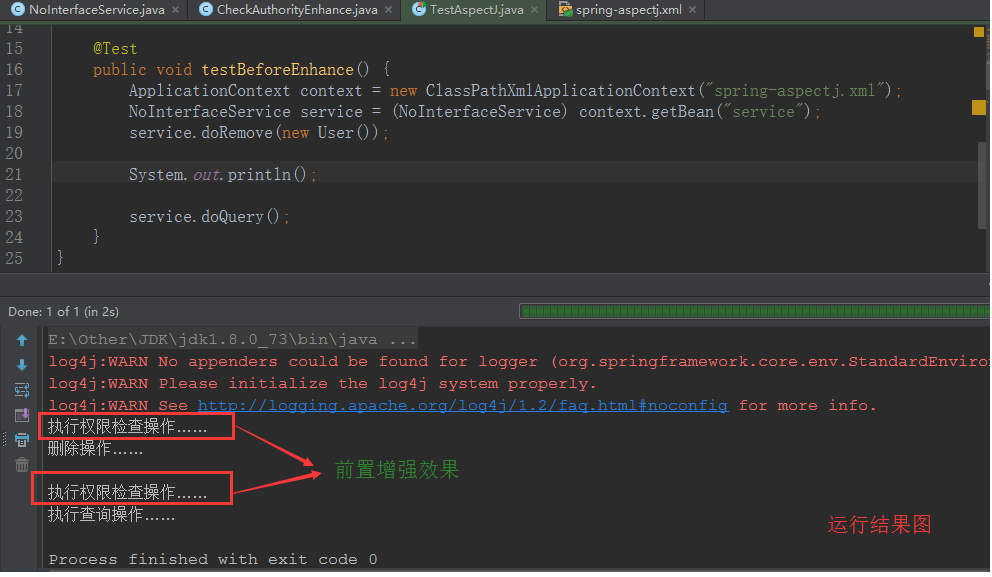 NoInterfaceService.java × CheckAuthorityEnhance.java × TestAspectJ.java × spring-aspectj.xml ×
14
15 @Test
16 public void testBeforeEnhance() {
17 ApplicationContext context = new ClassPathXmlApplicationContext("spring-aspectj.xml");
18 NoInterfaceService service = (NoInterfaceService) context.getBean("service");
19 service.doRemove(new User());
20
21 System.out.println();
22
23 service.doQuery();
24 }
25 }
Done: 1 of 1 (in 2s)
E:\Other\JDK\jdk1.8.0_73\bin\java ...
log4j:WARN No appenders could be found for logger (org.springframework.core.env.StandardEnviron
log4j:WARN Please initialize the log4j system properly.
log4j:WARN See http://logging.apache.org/log4j/1.2/faq.html#noconfig for more info.
执行权限检查操作……
删除操作……
前置增强效果
执行权限检查操作……
执行查询操作……
运行结果图
Process finished with exit code 0